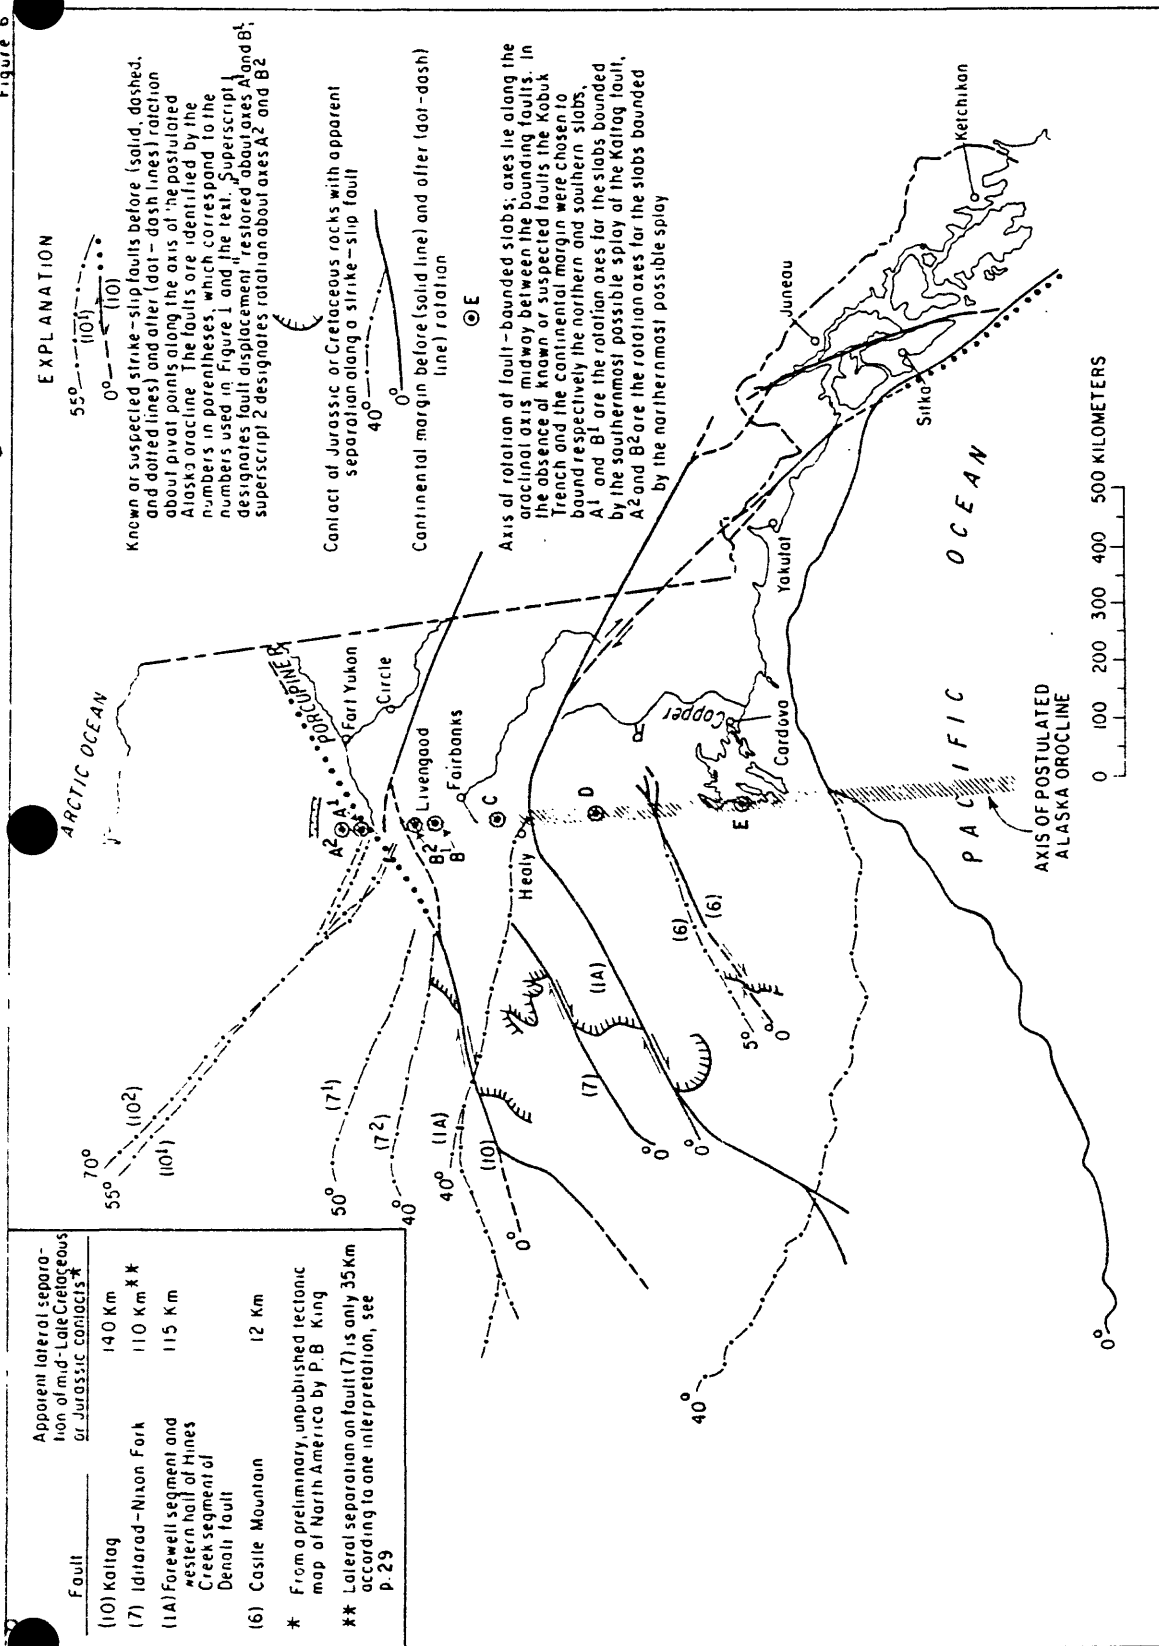 Figure 6
Fault
Apparent lateral separa-
tion of mid-Late Cretaceous
or Jurassic contacts*
(10) Kaltag 140 Km
(7) Iditarod-Nixon Fork 110 Km**
(1A) Farewell segment and 115 Km
western half of Hines
Creek segment of
Denali fault
(6) Castle Mountain 12 Km
* From a preliminary, unpublished tectonic
map of North America by P.B King
** Lateral separation on fault (7) is only 35 Km
according to one interpretation, see
p. 29
EXPLANATION
55°
(10¹)
0°
(10)
Known or suspected strike-slip faults before (solid, dashed,
and dotted lines) and after (dot-dash lines) rotation
about pivot points along the axis of the postulated
Alaska orocline The faults are identified by the
numbers in parentheses, which correspond to the
numbers used in Figure 1 and the text. Superscript 1
designates fault displacement "restored" about axes A¹ and B¹;
superscript 2 designates rotation about axes A² and B²
Contact of Jurassic or Cretaceous rocks with apparent
separation along a strike-slip fault
40°
0°
Continental margin before (solid line) and after (dot-dash)
line) rotation
E
Axis of rotation of fault-bounded slabs; axes lie along the
oroclinal axis midway between the bounding faults. In
the absence of known or suspected faults the Kobuk
Trench and the continental margin were chosen to
bound respectively the northern and southern slabs,
A¹ and B¹ are the rotation axes for the slabs bounded
by the southernmost possible splay of the Kaltag fault,
A² and B² are the rotation axes for the slabs bounded
by the northernmost possible splay
ARCTIC OCEAN
PORCUPINE R
Fort Yukon
Circle
A²
A¹
Livengood
B²
B¹
Fairbanks
C
Healy
D
Copper
R
E
Cordova
Yakutat
Juneau
Sitka
Ketchikan
70°
(10²)
55°
(10¹)
50°
(7¹)
40°
(7²)
40°
(1A)
(10)
0°
(7)
0°
(1A)
0°
(6)
(6)
5°
0°
40°
0°
PACIFIC OCEAN
AXIS OF POSTULATED
ALASKA OROCLINE
0 100 200 300 400 500 KILOMETERS